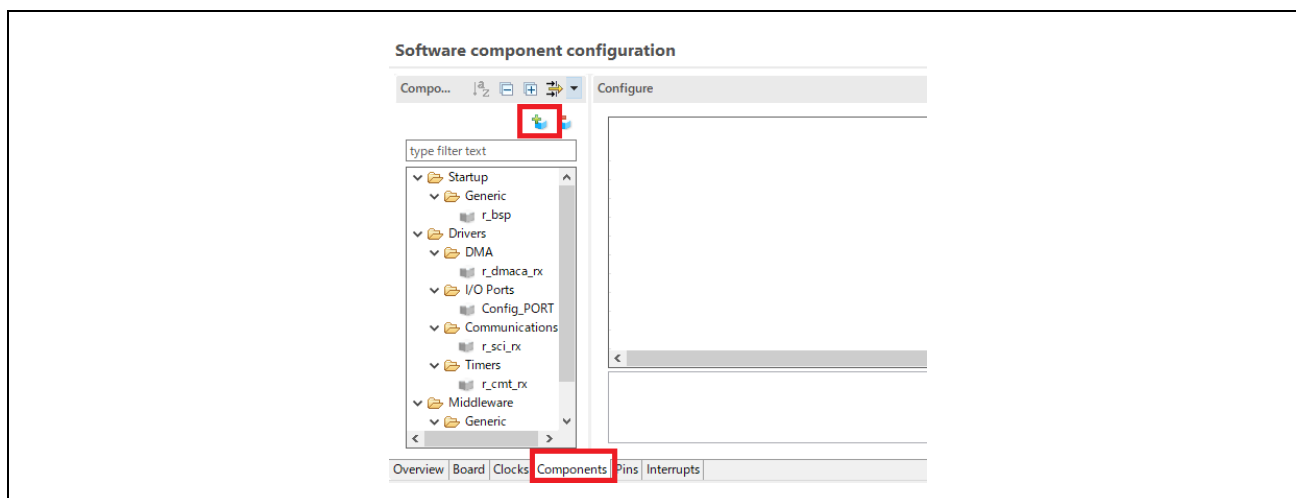 Software component configuration
Compo...
Configure
type filter text
Startup
Generic
r_bsp
Drivers
DMA
r_dmaca_rx
I/O Ports
Config_PORT
Communications
r_sci_rx
Timers
r_cmt_rx
Middleware
Generic
Overview Board Clocks Components Pins Interrupts